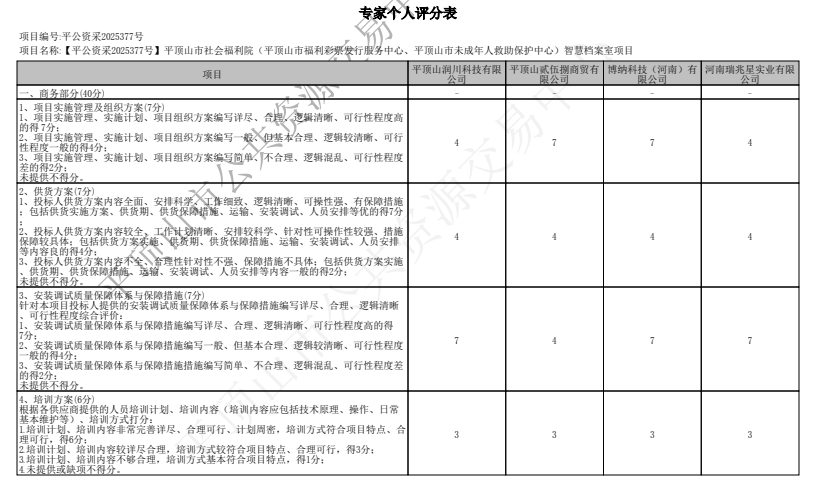 专家个人评分表
项目编号:平公资采2025377号
项目名称:【平公资采2025377号】平顶山市社会福利院（平顶山市福利彩票发行服务中心、平顶山市未成年人救助保护中心）智慧档案室项目
项目 平顶山润川科技有限公司 平顶山贰伍捌商贸有限公司 博纳科技（河南）有限公司 河南瑞兆星实业有限公司
一、商务部分(40分) - - - -
1、项目实施管理及组织方案(7分)
1、项目实施管理、实施计划、项目组织方案编写详尽、合理、逻辑清晰、可行性程度高
的得7分；
2、项目实施管理、实施计划、项目组织方案编写一般、但基本合理、逻辑较清晰、可行
性程度一般的得4分；
3、项目实施管理、实施计划、项目组织方案编写简单、不合理、逻辑混乱、可行性程度
差的得2分；
未提供不得分。
4 7 7 4
2、供货方案(7分)
1、投标人供货方案内容全面、安排科学、工作细致、逻辑清晰、可操性强、有保障措施
；包括供货实施方案、供货期、供货保障措施、运输、安装调试、人员安排等优的得7分
；
2、投标人供货方案内容较全、工作计划清晰、安排较科学、针对性可操作性较强、措施
保障较具体；包括供货方案实施、供货期、供货保障措施、运输、安装调试、人员安排
等内容良的得4分；
3、投标人供货方案内容不全、合理性针对性不强、保障措施不具体；包括供货方案实施
、供货期、供货保障措施、运输、安装调试、人员安排等内容一般的得2分；
未提供不得分。
4 4 4 4
3、安装调试质量保障体系与保障措施(7分)
针对本项目投标人提供的安装调试质量保障体系与保障措施编写详尽、合理、逻辑清晰
、可行性程度综合评价：
1、安装调试质量保障体系与保障措施编写详尽、合理、逻辑清晰、可行性程度高的得
7分；
2、安装调试质量保障体系与保障措施编写一般、但基本合理、逻辑较清晰、可行性程度
一般的得4分；
3、安装调试质量保障体系与保障措施措施编写简单、不合理、逻辑混乱、可行性程度差
的得2分；
未提供不得分。
7 4 7 7
4、培训方案(6分)
根据各供应商提供的人员培训计划、培训内容（培训内容应包括技术原理、操作、日常
基本维护等）、培训方式打分：
1.培训计划、培训内容非常完善详尽、合理可行、计划周密，培训方式符合项目特点、合
理可行，得6分；
2.培训计划、培训内容较详尽合理，培训方式较符合项目特点、合理可行，得3分；
3.培训计划、培训内容不够合理，培训方式基本符合项目特点，得1分；
4.未提供或缺项不得分。
3 3 3 3
平顶山市公共资源交易中
平顶山市公共资源交易中